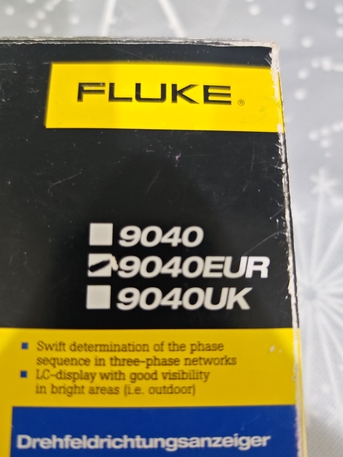 FLUKE®
9040
9040EUR
9040UK
Swift determination of the phase
sequence in three-phase networks
LC-display with good visibility
in bright areas (i.e. outdoor)
Drehfeldrichtungsanzeiger